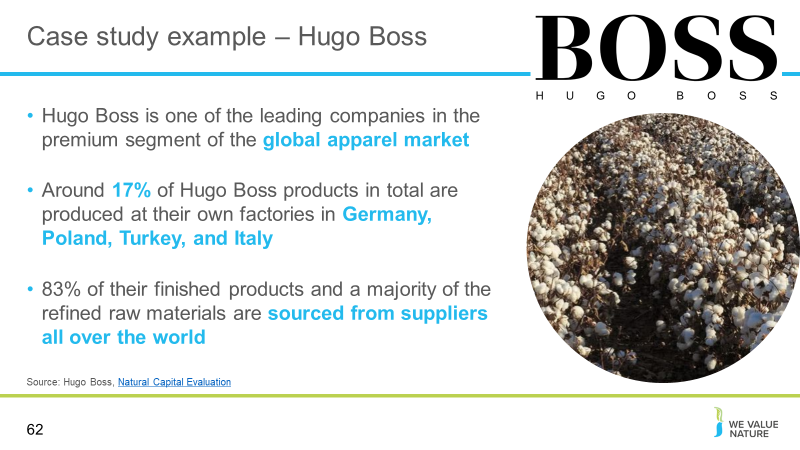 Case study example – Hugo Boss
BOSS
HUGO BOSS
• Hugo Boss is one of the leading companies in the
premium segment of the global apparel market
• Around 17% of Hugo Boss products in total are
produced at their own factories in Germany,
Poland, Turkey, and Italy
• 83% of their finished products and a majority of the
refined raw materials are sourced from suppliers
all over the world
Source: Hugo Boss, Natural Capital Evaluation
62
WE VALUE
NATURE